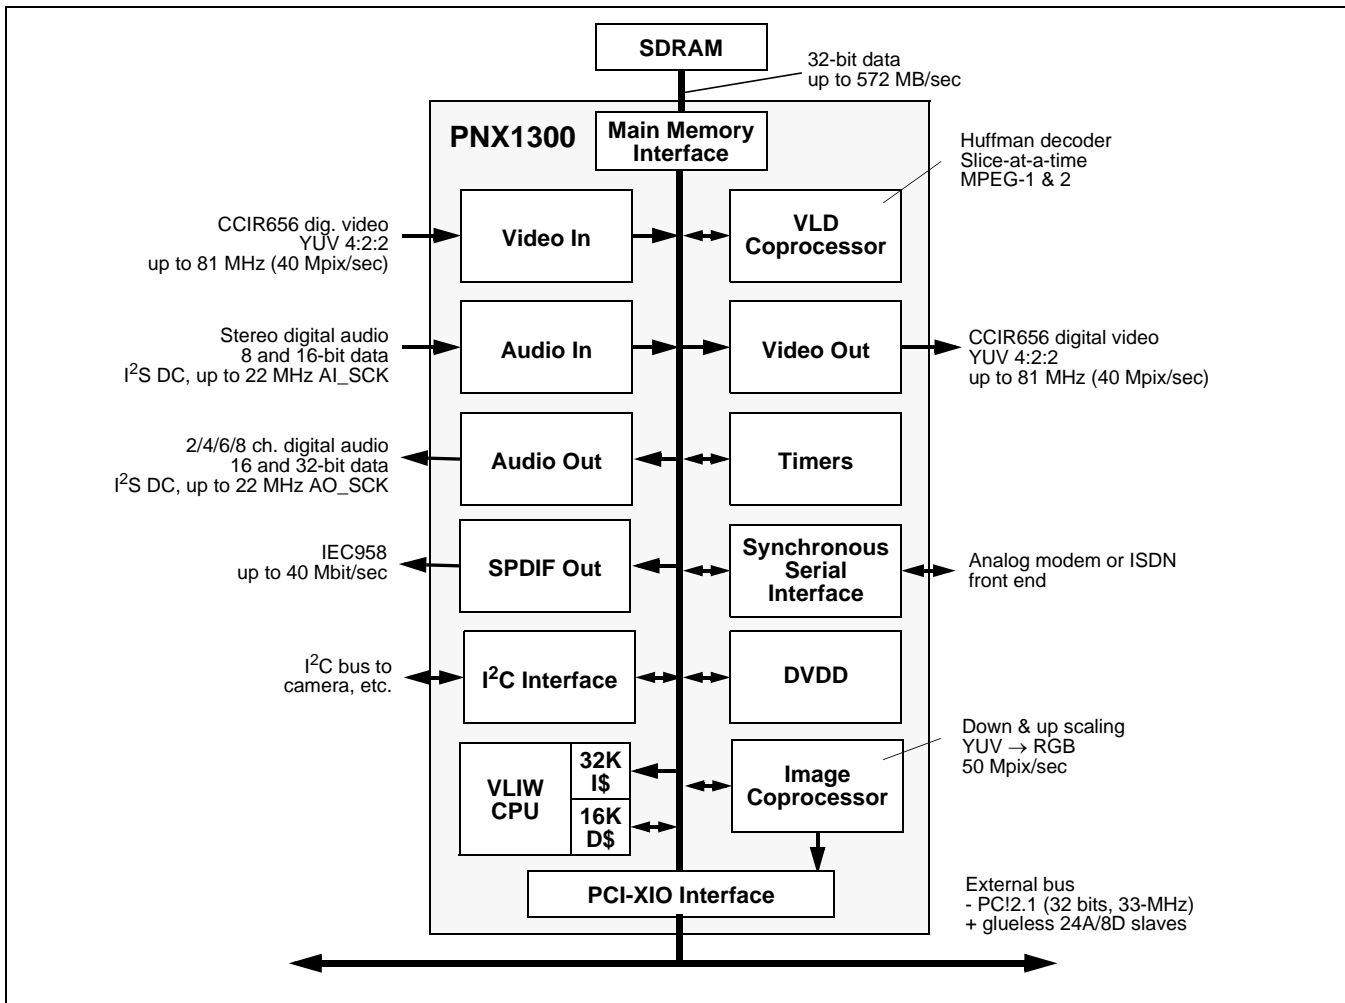 SDRAM
32-bit data
up to 572 MB/sec
PNX1300
Main Memory
Interface
Huffman decoder
Slice-at-a-time
MPEG-1 & 2
CCIR656 dig. video
YUV 4:2:2
up to 81 MHz (40 Mpix/sec)
Video In
VLD
Coprocessor
Stereo digital audio
8 and 16-bit data
I²S DC, up to 22 MHz AI_SCK
Audio In
Video Out
CCIR656 digital video
YUV 4:2:2
up to 81 MHz (40 Mpix/sec)
2/4/6/8 ch. digital audio
16 and 32-bit data
I²S DC, up to 22 MHz AO_SCK
Audio Out
Timers
IEC958
up to 40 Mbit/sec
SPDIF Out
Synchronous
Serial
Interface
Analog modem or ISDN
front end
I²C bus to
camera, etc.
I²C Interface
DVDD
Down & up scaling
YUV → RGB
50 Mpix/sec
VLIW
CPU
32K
I$
16K
D$
Image
Coprocessor
PCI-XIO Interface
External bus
- PC!2.1 (32 bits, 33-MHz)
+ glueless 24A/8D slaves